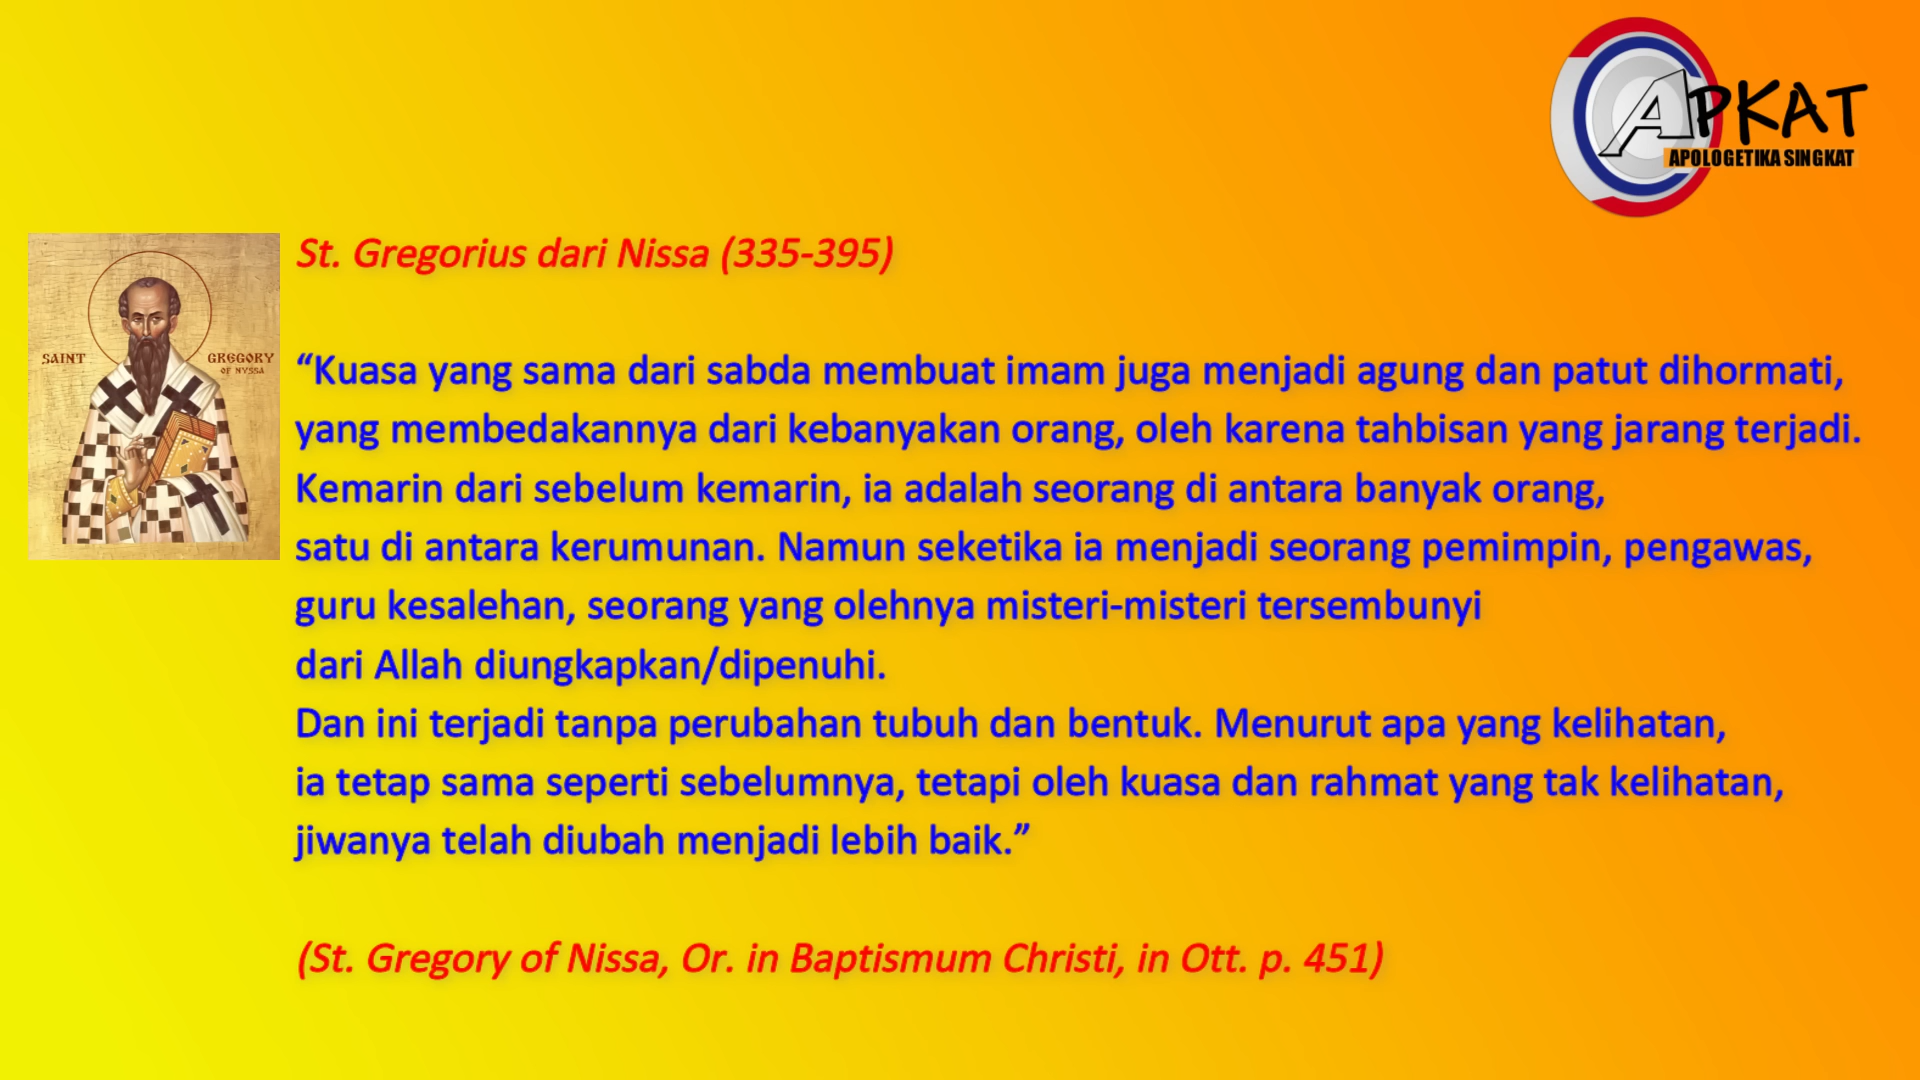 APKAT
APOLOGETIKA SINGKAT
St. Gregorius dari Nissa (335-395)
SAINT GREGORY
OF NYSSA
“Kuasa yang sama dari sabda membuat imam juga menjadi agung dan patut dihormati,
yang membedakannya dari kebanyakan orang, oleh karena tahbisan yang jarang terjadi.
Kemarin dari sebelum kemarin, ia adalah seorang di antara banyak orang,
satu di antara kerumunan. Namun seketika ia menjadi seorang pemimpin, pengawas,
guru kesalehan, seorang yang olehnya misteri-misteri tersembunyi
dari Allah diungkapkan/dipenuhi.
Dan ini terjadi tanpa perubahan tubuh dan bentuk. Menurut apa yang kelihatan,
ia tetap sama seperti sebelumnya, tetapi oleh kuasa dan rahmat yang tak kelihatan,
jiwanya telah diubah menjadi lebih baik.”
(St. Gregory of Nissa, Or. in Baptismum Christi, in Ott. p. 451)